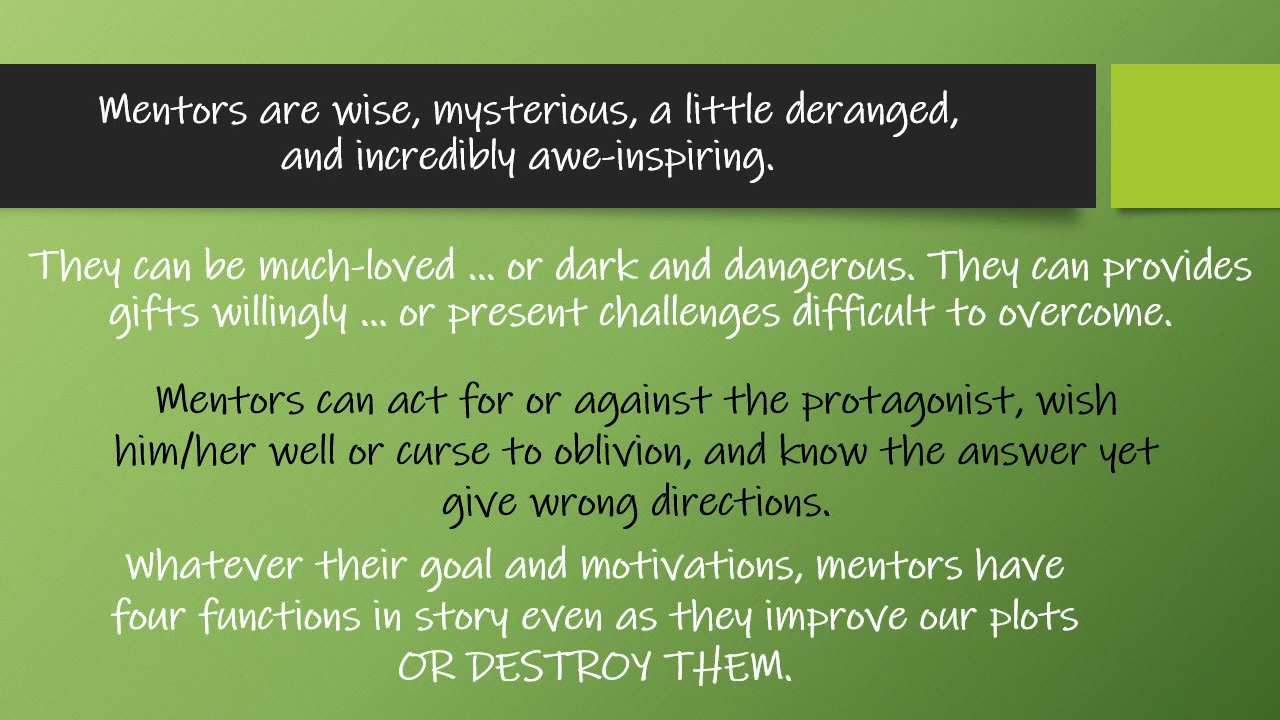 Mentors are wise, mysterious, a little deranged,
and incredibly awe-inspiring.
They can be much-loved ... or dark and dangerous. They can provides
gifts willingly ... or present challenges difficult to overcome.
Mentors can act for or against the protagonist, wish
him/her well or curse to oblivion, and know the answer yet
give wrong directions.
Whatever their goal and motivations, mentors have
four functions in story even as they improve our plots
OR DESTROY THEM.